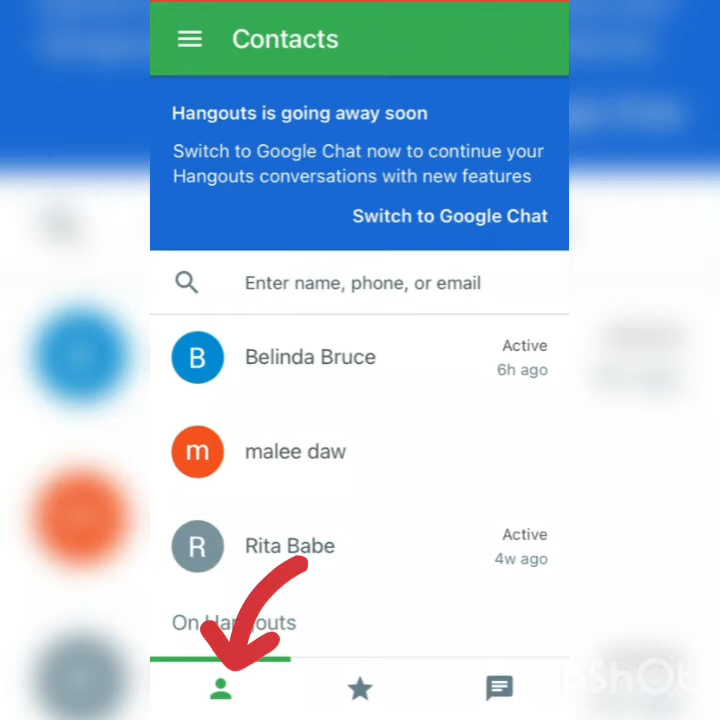 Contacts
Hangouts is going away soon
Switch to Google Chat now to continue your
Hangouts conversations with new features
Switch to Google Chat
Enter name, phone, or email
B
Belinda Bruce
Active
6h ago
m
malee daw
R
Rita Babe
Active
4w ago
On Hangouts